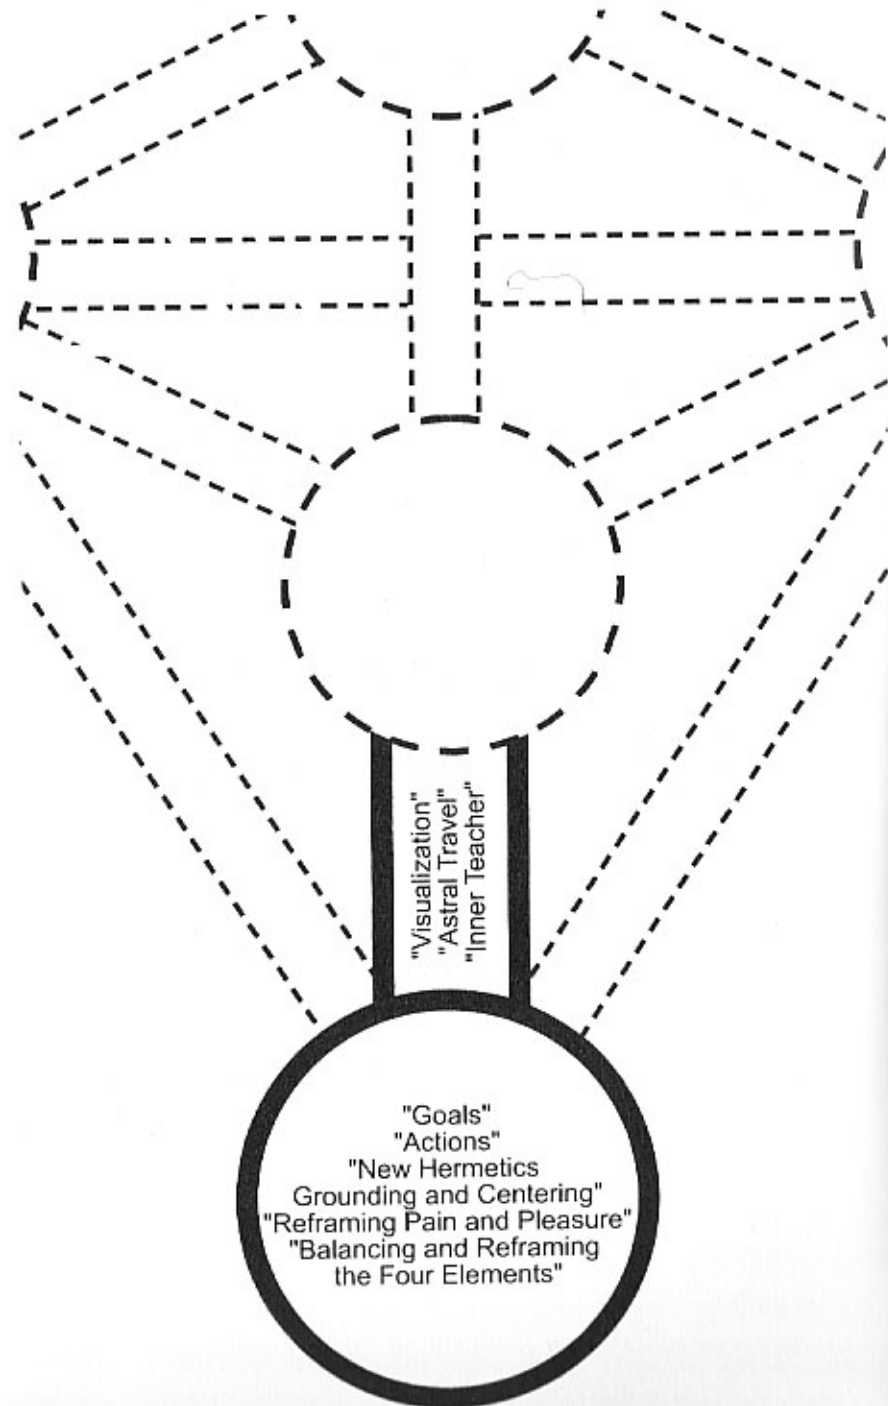 "Visualization"
"Astral Travel"
"Inner Teacher"
"Goals"
"Actions"
"New Hermetics
Grounding and Centering"
"Reframing Pain and Pleasure"
"Balancing and Reframing
the Four Elements"